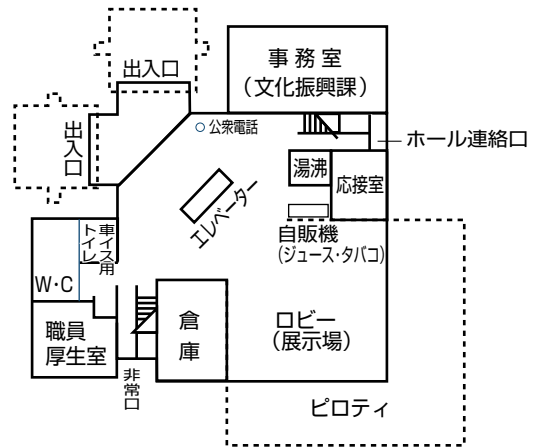 事務室
（文化振興課）
出入口
出入口
公衆電話
ホール連絡口
湯沸
応接室
エレベーター
自販機
（ジュース・タバコ）
車イス用
トイレ
W・C
職員
厚生室
倉庫
ロビー
（展示場）
非常口
ピロティ